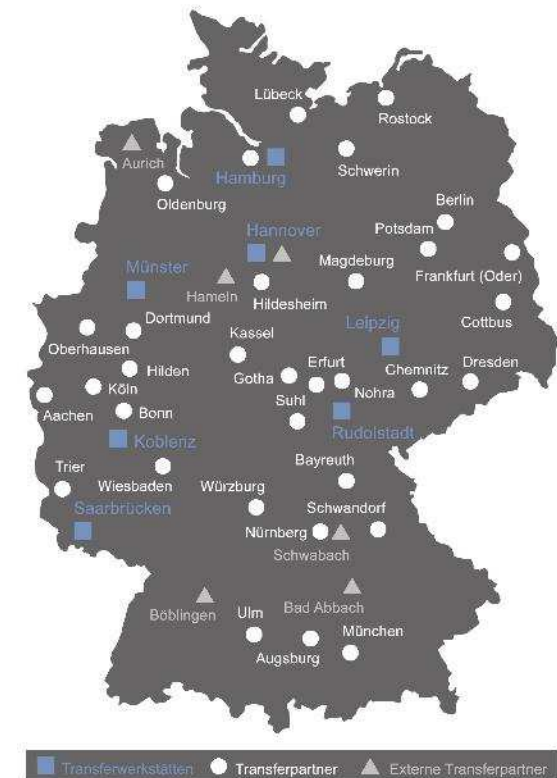 Lübeck
Rostock
Aurich
Hamburg
Schwerin
Oldenburg
Berlin
Hannover
Potsdam
Münster
Magdeburg
Frankfurt (Oder)
Hameln
Hildesheim
Dortmund
Leipzig
Cottbus
Oberhausen
Kassel
Hilden
Erfurt
Chemnitz
Dresden
Gotha
Köln
Nohra
Aachen
Bonn
Suhl
Rudolstadt
Koblenz
Bayreuth
Trier
Wiesbaden
Würzburg
Schwandorf
Saarbrücken
Nürnberg
Schwabach
Böblingen
Bad Abbach
Ulm
München
Augsburg
Transferwerkstätten Transferpartner Externe Transferpartner